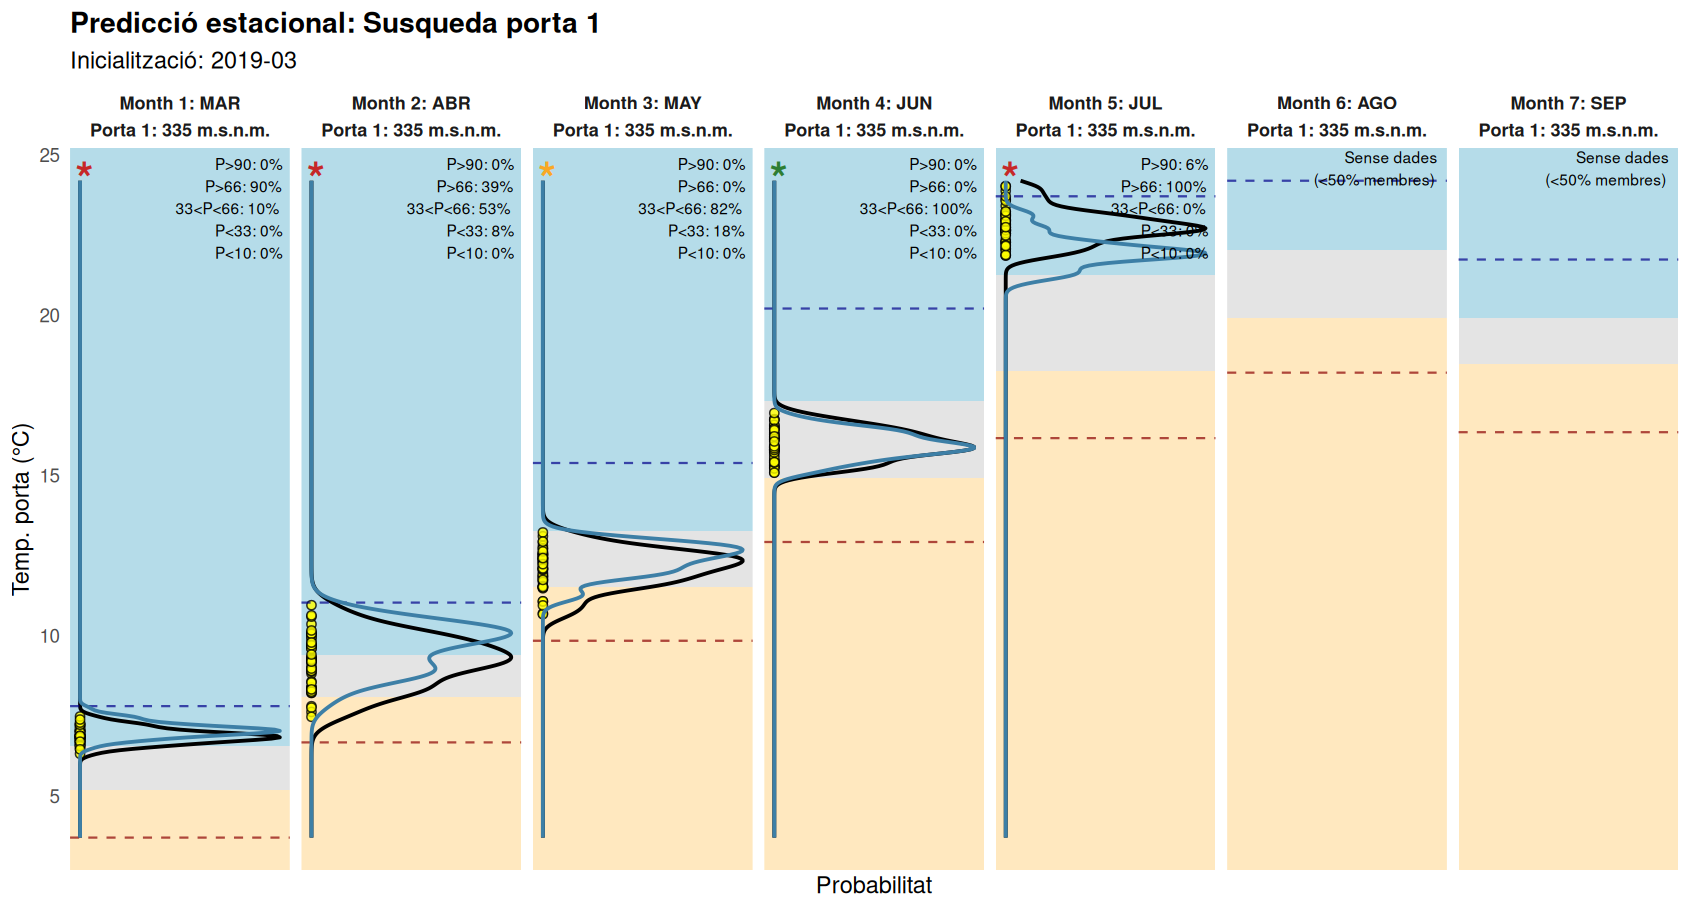 Predicció estacional: Susqueda porta 1
Inicialització: 2019-03
Month 1: MAR
Porta 1: 335 m.s.n.m.
Month 2: ABR
Porta 1: 335 m.s.n.m.
Month 3: MAY
Porta 1: 335 m.s.n.m.
Month 4: JUN
Porta 1: 335 m.s.n.m.
Month 5: JUL
Porta 1: 335 m.s.n.m.
Month 6: AGO
Porta 1: 335 m.s.n.m.
Month 7: SEP
Porta 1: 335 m.s.n.m.
Temp. porta (°C)
25
20
15
10
5
*
P>90: 0%
P>66: 90%
33<P<66: 10%
P<33: 0%
P<10: 0%
*
P>90: 0%
P>66: 39%
33<P<66: 53%
P<33: 8%
P<10: 0%
*
P>90: 0%
P>66: 0%
33<P<66: 82%
P<33: 18%
P<10: 0%
*
P>90: 0%
P>66: 0%
33<P<66: 100%
P<33: 0%
P<10: 0%
*
P>90: 6%
P>66: 100%
33<P<66: 0%
P<33: 0%
P<10: 0%
Sense dades
(<50% membres)
Sense dades
(<50% membres)
Probabilitat